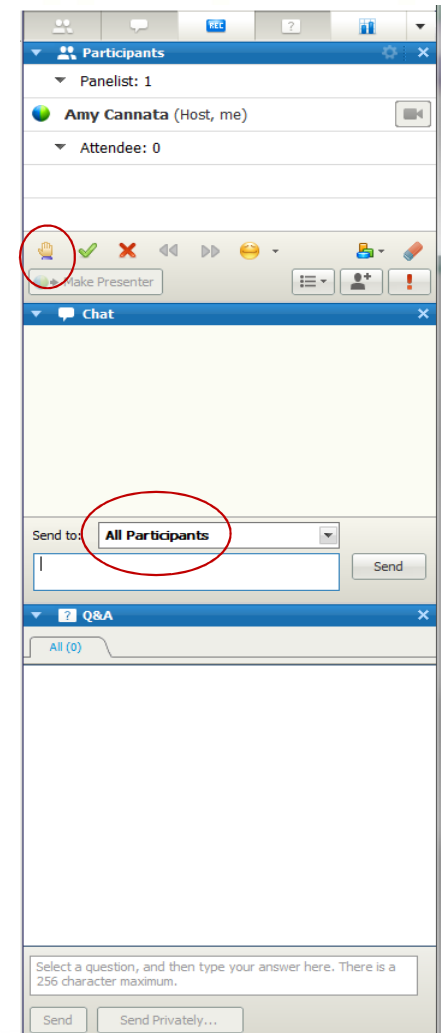 REC ?
Participants
Panelist: 1
Amy Cannata (Host, me)
Attendee: 0
Make Presenter
Chat
Send to: All Participants
Send
? Q&A
All (0)
Select a question, and then type your answer here. There is a
256 character maximum.
Send Send Privately...